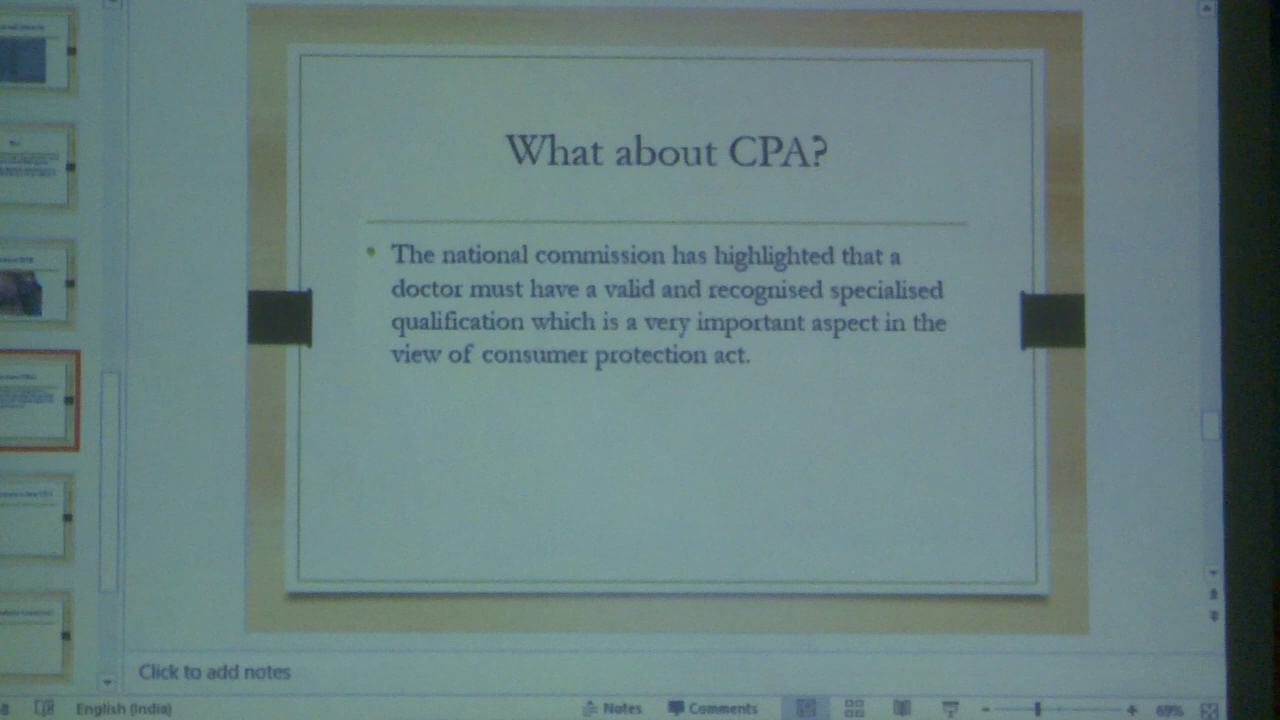 What about CPA?
• The national commission has highlighted that a
doctor must have a valid and recognised specialised
qualification which is a very important aspect in the
view of consumer protection act.
Click to add notes
English (India)
Notes
Comments
69%